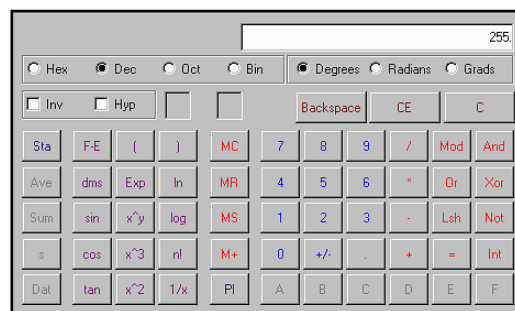 255.
Hex Dec Oct Bin Degrees Radians Grads
Inv Hyp Backspace CE C
Sta F-E ( ) MC 7 8 9 / Mod And
Ave dms Exp ln MR 4 5 6 * Or Xor
Sum sin x^y log MS 1 2 3 - Lsh Not
s cos x^3 n! M+ 0 +/- . + = Int
Dat tan x^2 1/x PI A B C D E F